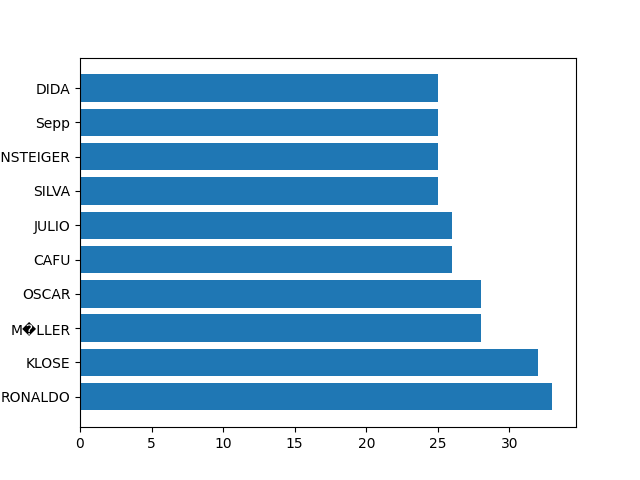 DIDA
Sepp
NSTEIGER
SILVA
JULIO
CAFU
OSCAR
M�LLER
KLOSE
RONALDO
0 5 10 15 20 25 30